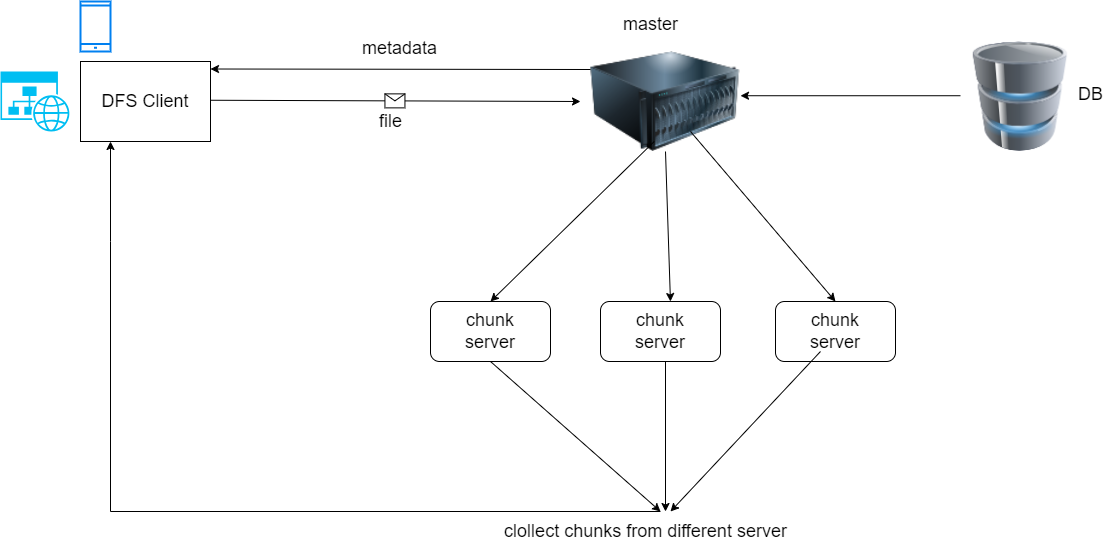 master
metadata
DFS Client
DB
file
chunk
server
chunk
server
chunk
server
clollect chunks from different server